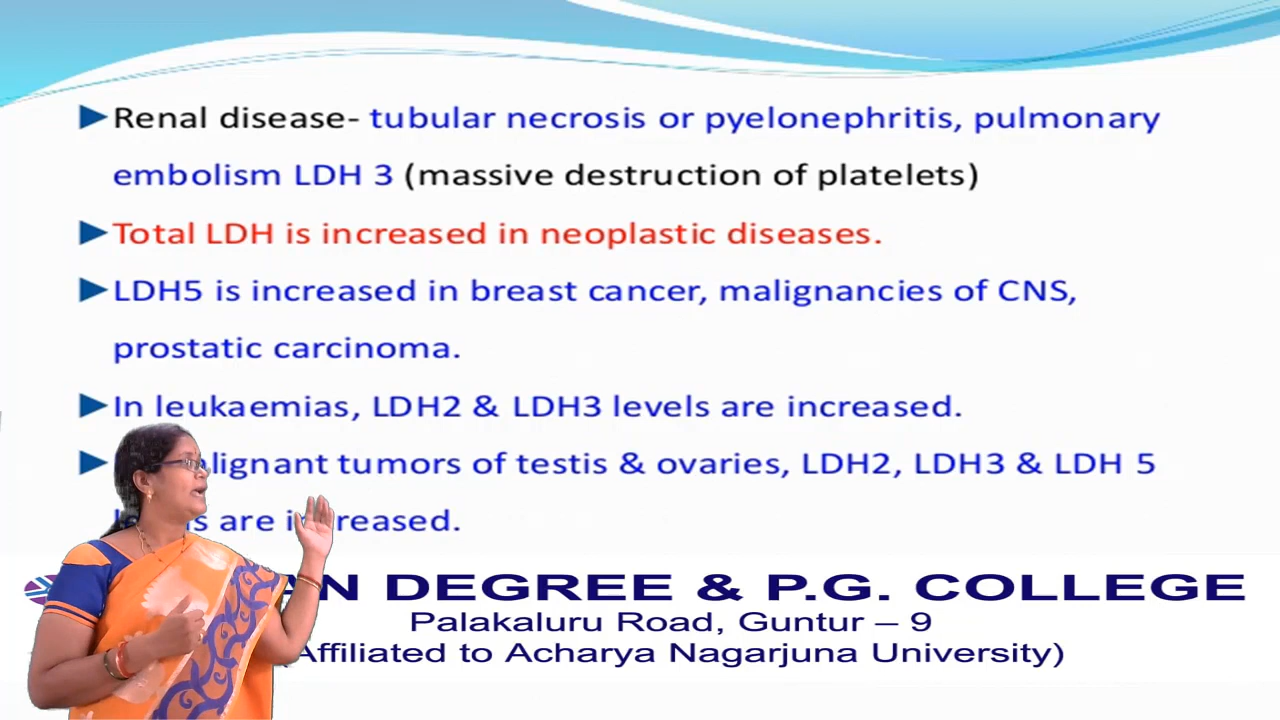 Renal disease- tubular necrosis or pyelonephritis, pulmonary
embolism LDH 3 (massive destruction of platelets)
Total LDH is increased in neoplastic diseases.
LDH5 is increased in breast cancer, malignancies of CNS,
prostatic carcinoma.
In leukaemias, LDH2 & LDH3 levels are increased.
tumors of testis & ovaries, LDH2, LDH3 & LDH 5
are increased.
DEGREE & P.G. COLLEGE
Palakaluru Road, Guntur – 9
(Affiliated to Acharya Nagarjuna University)